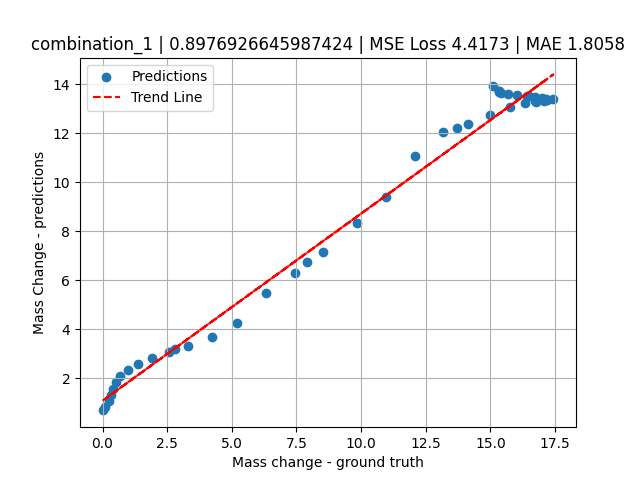 combination_1 | 0.8976926645987424 | MSE Loss 4.4173 | MAE 1.8058
Predictions
Trend Line
Mass Change - predictions
14
12
10
8
6
4
2
0.0 2.5 5.0 7.5 10.0 12.5 15.0 17.5
Mass change - ground truth